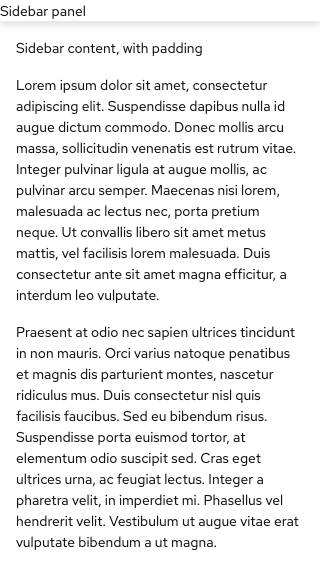 Sidebar panel
Sidebar content, with padding
Lorem ipsum dolor sit amet, consectetur
adipiscing elit. Suspendisse dapibus nulla id
augue dictum commodo. Donec mollis arcu
massa, sollicitudin venenatis est rutrum vitae.
Integer pulvinar ligula at augue mollis, ac
pulvinar arcu semper. Maecenas nisi lorem,
malesuada ac lectus nec, porta pretium
neque. Ut convallis libero sit amet metus
mattis, vel facilisis lorem malesuada. Duis
consectetur ante sit amet magna efficitur, a
interdum leo vulputate.
Praesent at odio nec sapien ultrices tincidunt
in non mauris. Orci varius natoque penatibus
et magnis dis parturient montes, nascetur
ridiculus mus. Duis consectetur nisl quis
facilisis faucibus. Sed eu bibendum risus.
Suspendisse porta euismod tortor, at
elementum odio suscipit sed. Cras eget
ultrices urna, ac feugiat lectus. Integer a
pharetra velit, in imperdiet mi. Phasellus vel
hendrerit velit. Vestibulum ut augue vitae erat
vulputate bibendum a ut magna.